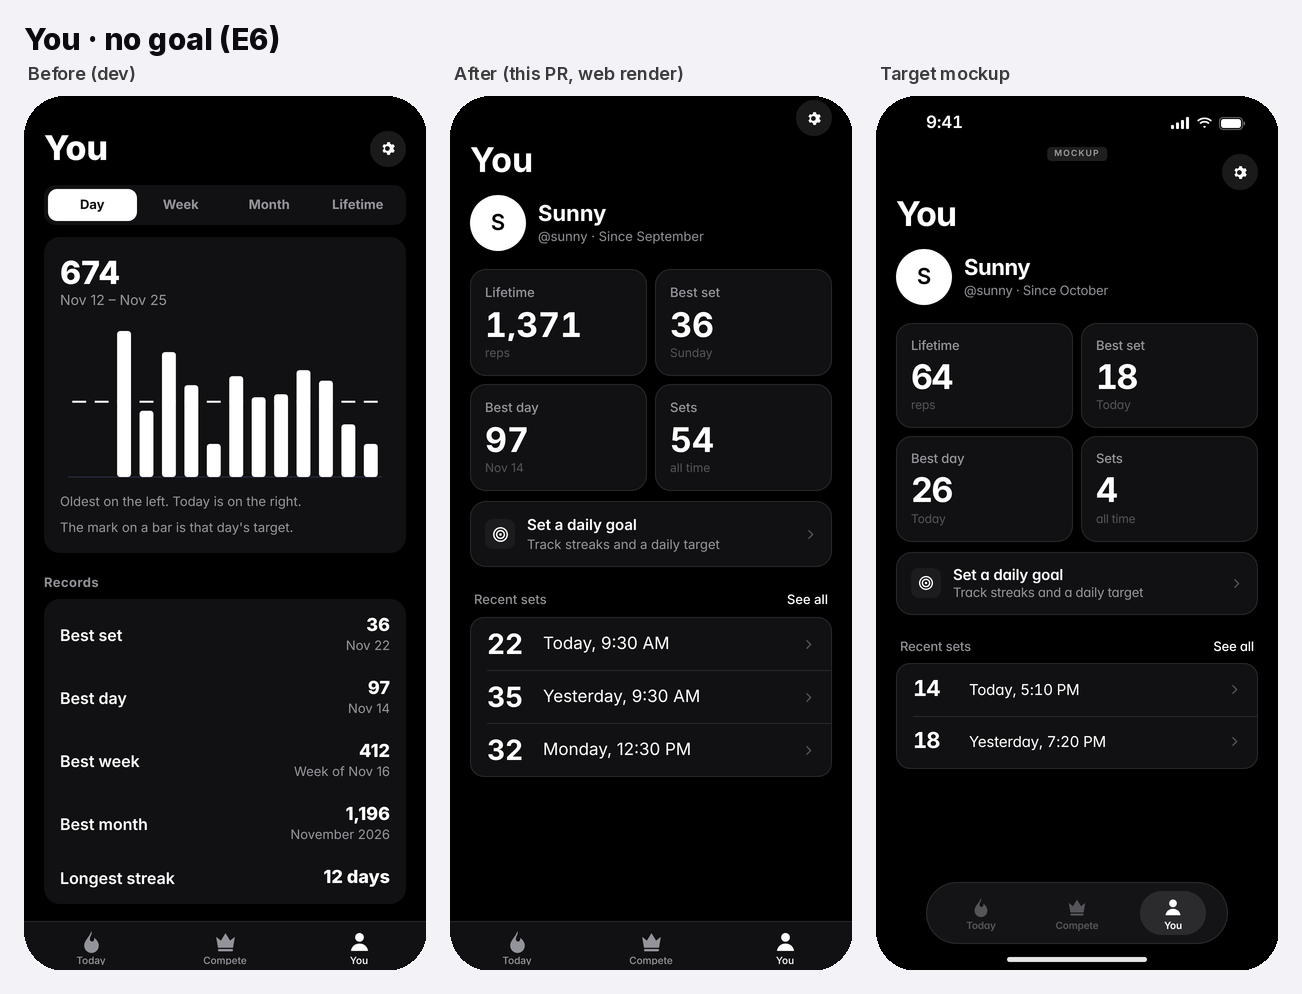 You · no goal (E6)
Before (dev)
You
Day Week Month Lifetime
674
Nov 12 – Nov 25
Oldest on the left. Today is on the right.
The mark on a bar is that day's target.
Records
Best set 36
Nov 22
Best day 97
Nov 14
Best week 412
Week of Nov 16
Best month 1,196
November 2026
Longest streak 12 days
Today Compete You
After (this PR, web render)
You
S
Sunny
@sunny · Since September
Lifetime
1,371
reps
Best set
36
Sunday
Best day
97
Nov 14
Sets
54
all time
Set a daily goal
Track streaks and a daily target
Recent sets See all
22 Today, 9:30 AM
35 Yesterday, 9:30 AM
32 Monday, 12:30 PM
Today Compete You
Target mockup
9:41
MOCKUP
You
S
Sunny
@sunny · Since October
Lifetime
64
reps
Best set
18
Today
Best day
26
Today
Sets
4
all time
Set a daily goal
Track streaks and a daily target
Recent sets See all
14 Today, 5:10 PM
18 Yesterday, 7:20 PM
Today Compete You